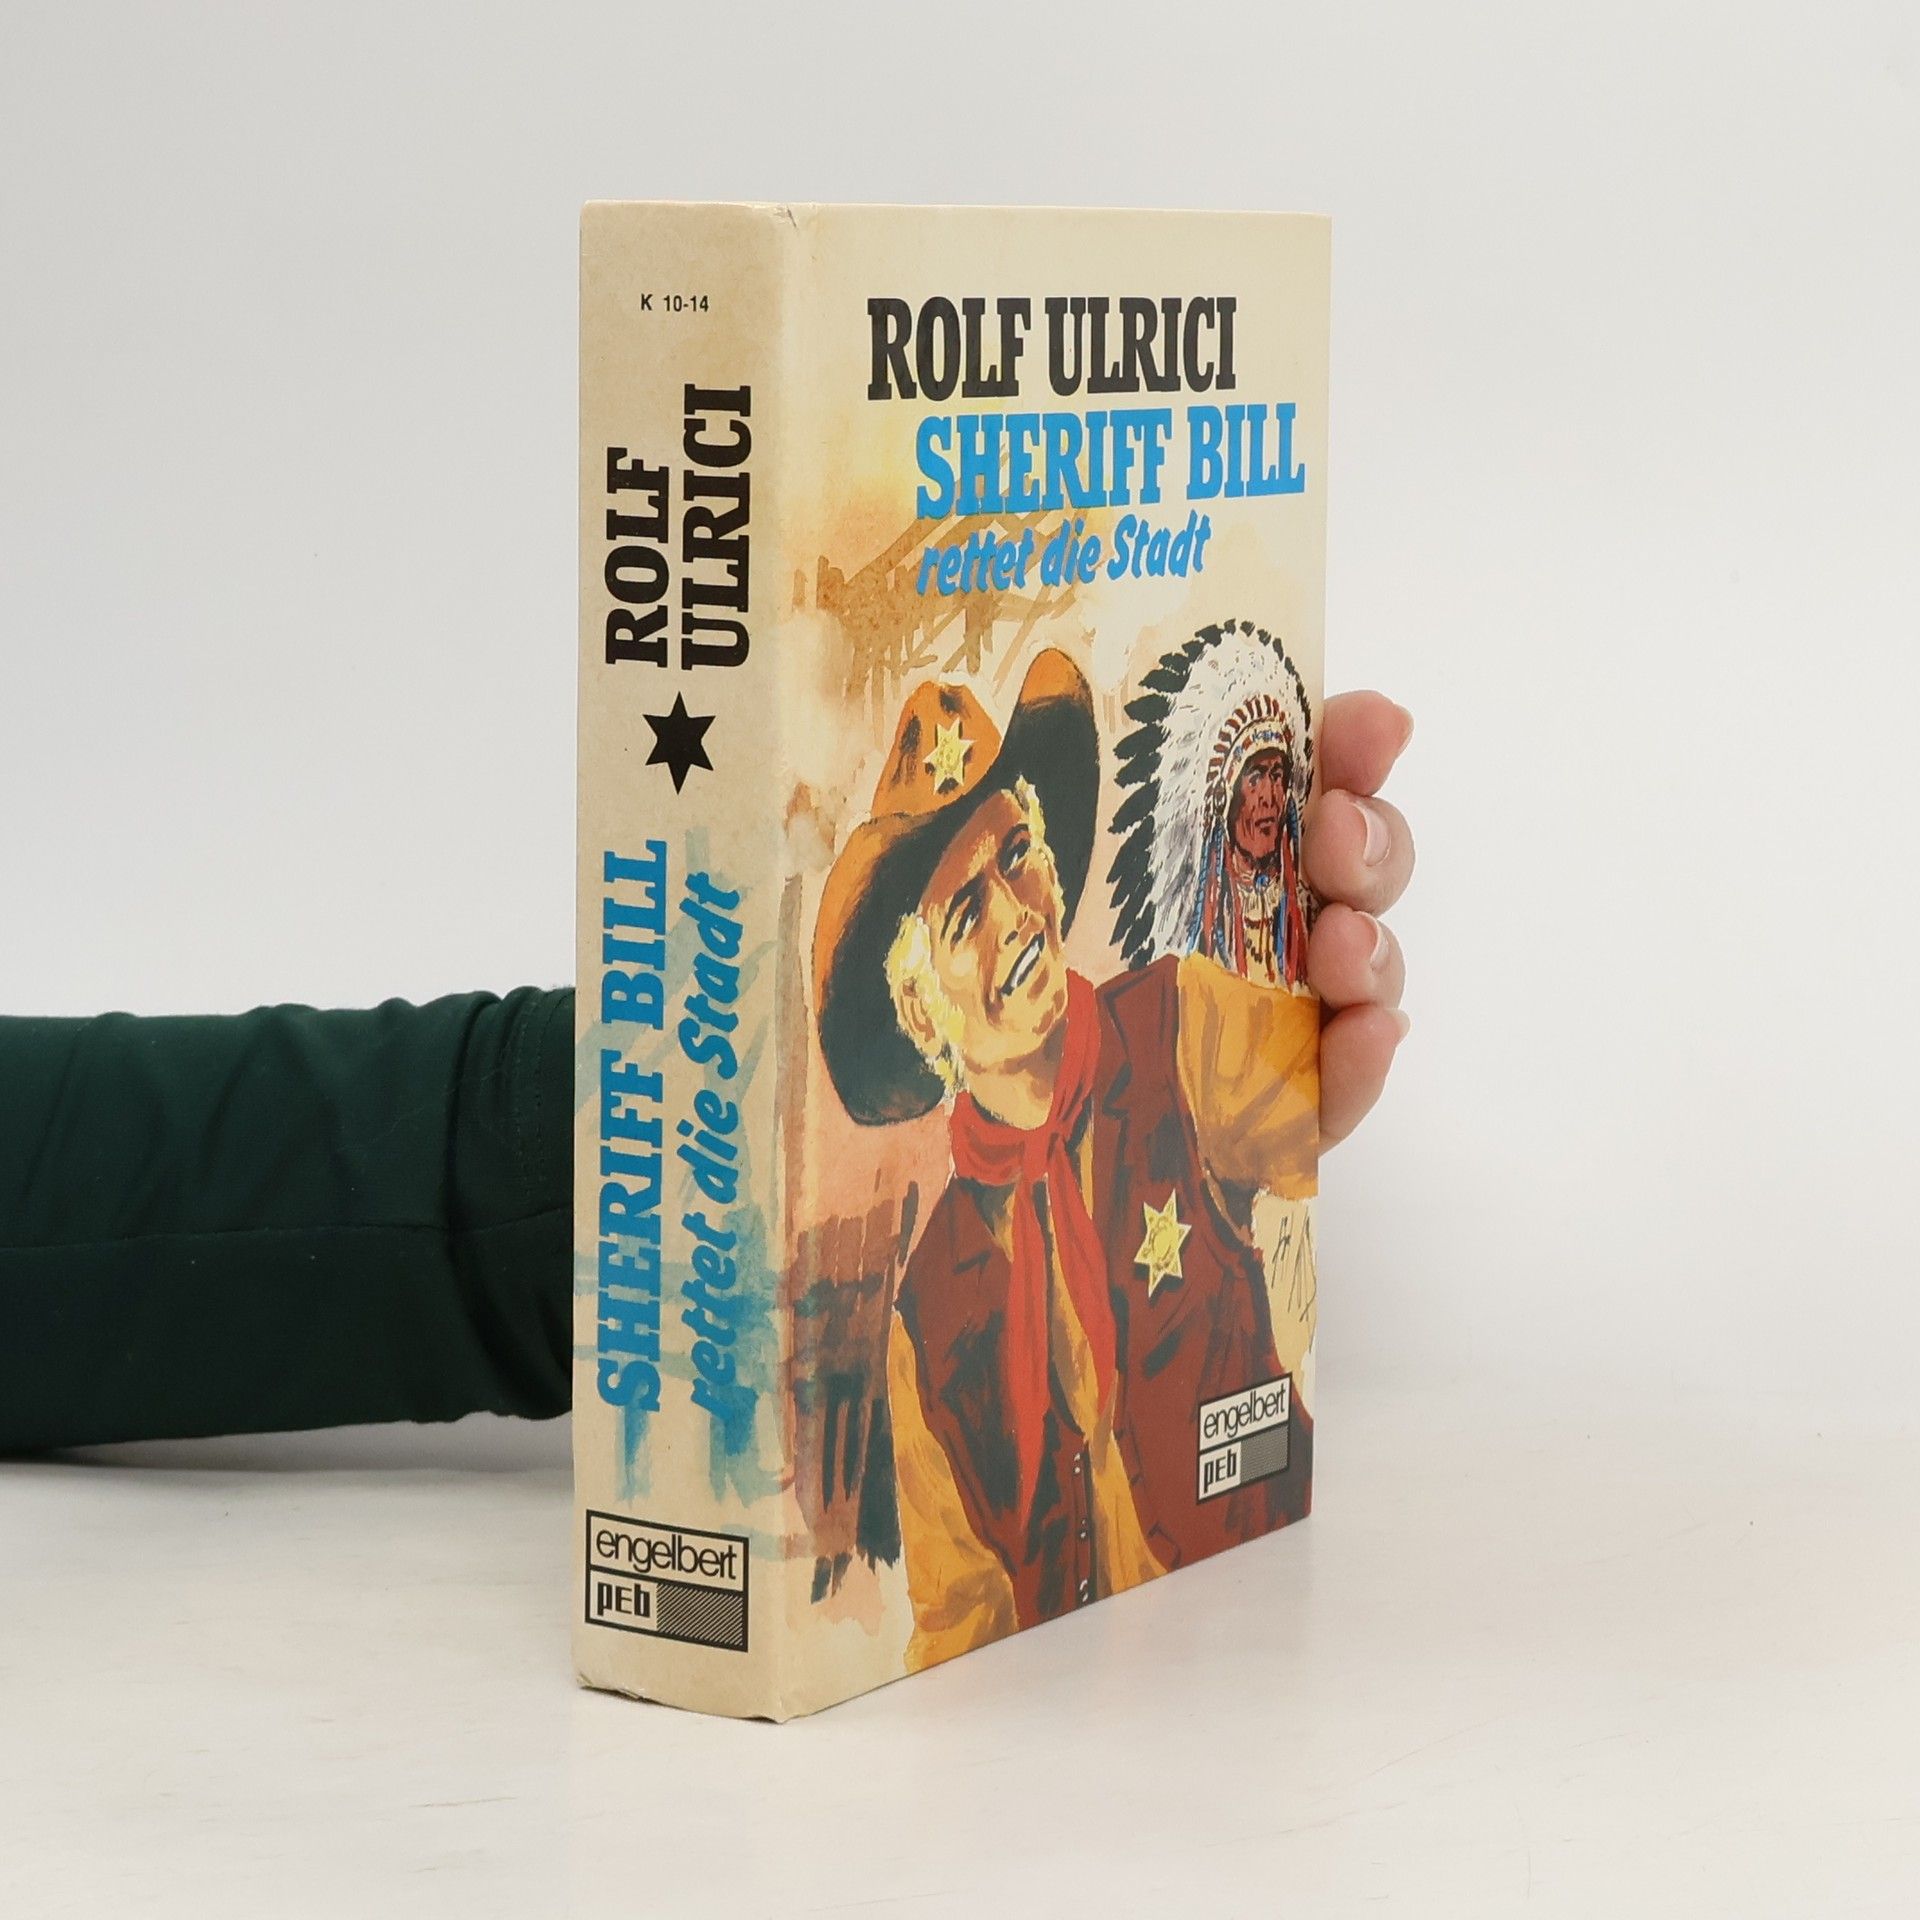 K 10-14
ROLF
ULRICI
SHERIFF BILL
rettet die Stadt
engelbert
pEb
ROLF ULRICI
SHERIFF BILL
rettet die Stadt
engelbert
pEb